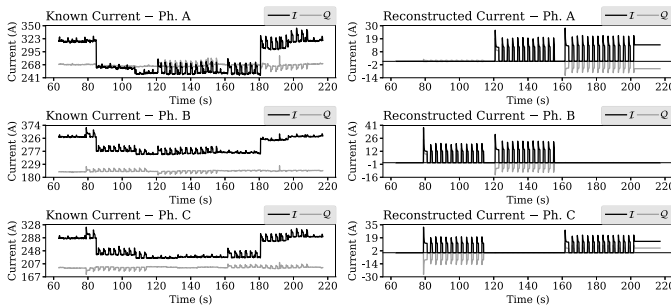 Known Current − Ph. A
I Q
Current (A)
350
323
295
268
241
60 80 100 120 140 160 180 200 220
Time (s)
Reconstructed Current − Ph. A
I Q
Current (A)
30
19
8
-2
-14
60 80 100 120 140 160 180 200 220
Time (s)
Known Current − Ph. B
I Q
Current (A)
374
326
277
229
180
60 80 100 120 140 160 180 200 220
Time (s)
Reconstructed Current − Ph. B
I Q
Current (A)
41
26
12
-1
-16
60 80 100 120 140 160 180 200 220
Time (s)
Known Current − Ph. C
I Q
Current (A)
328
288
248
207
167
60 80 100 120 140 160 180 200 220
Time (s)
Reconstructed Current − Ph. C
I Q
Current (A)
35
19
2
-14
-30
60 80 100 120 140 160 180 200 220
Time (s)